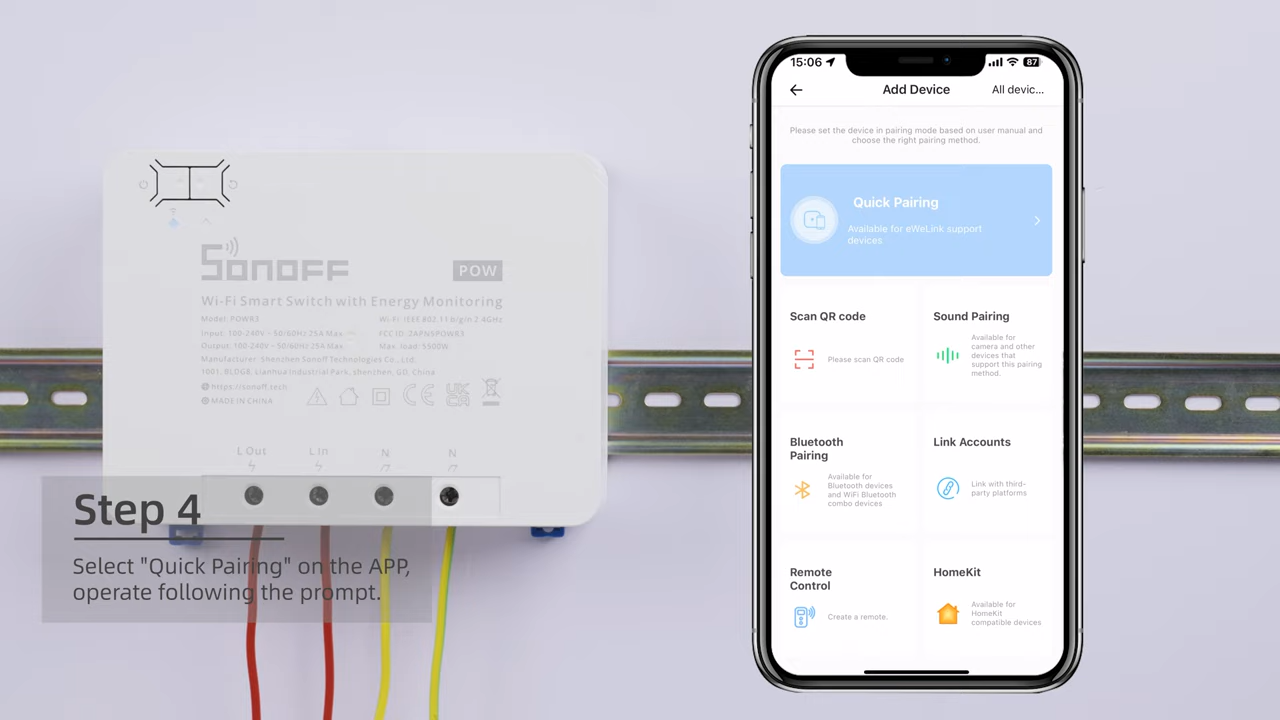 SONOFF
POW
Wi-Fi Smart Switch with Energy Monitoring
Model: POWR3
Wi-Fi: IEEE 802.11 b/g/n 2.4GHz
Input: 100-240V ~ 50/60Hz 25A Max.
FCC ID: 2APN5POWR3
Output: 100-240V ~ 50/60Hz 25A Max.
Max. load: 5500W
Manufacturer: Shenzhen Sonoff Technologies Co., Ltd.
1001, BLDG8, Lianhua Industrial Park, shenzhen, GD, China
https://sonoff.tech
MADE IN CHINA
CE
UK CA
L Out
L In
N
N
Step 4
Select "Quick Pairing" on the APP,
operate following the prompt.
15:06
87
Add Device
All devic...
Please set the device in pairing mode based on user manual and
choose the right pairing method.
Quick Pairing
Available for eWeLink support
devices
Scan QR code
Please scan QR code
Sound Pairing
Available for
camera and other
devices that
support this pairing
method.
Bluetooth
Pairing
Available for
Bluetooth devices
and WiFi Bluetooth
combo devices
Link Accounts
Link with third-
party platforms
Remote
Control
Create a remote.
HomeKit
Available for
HomeKit
compatible devices